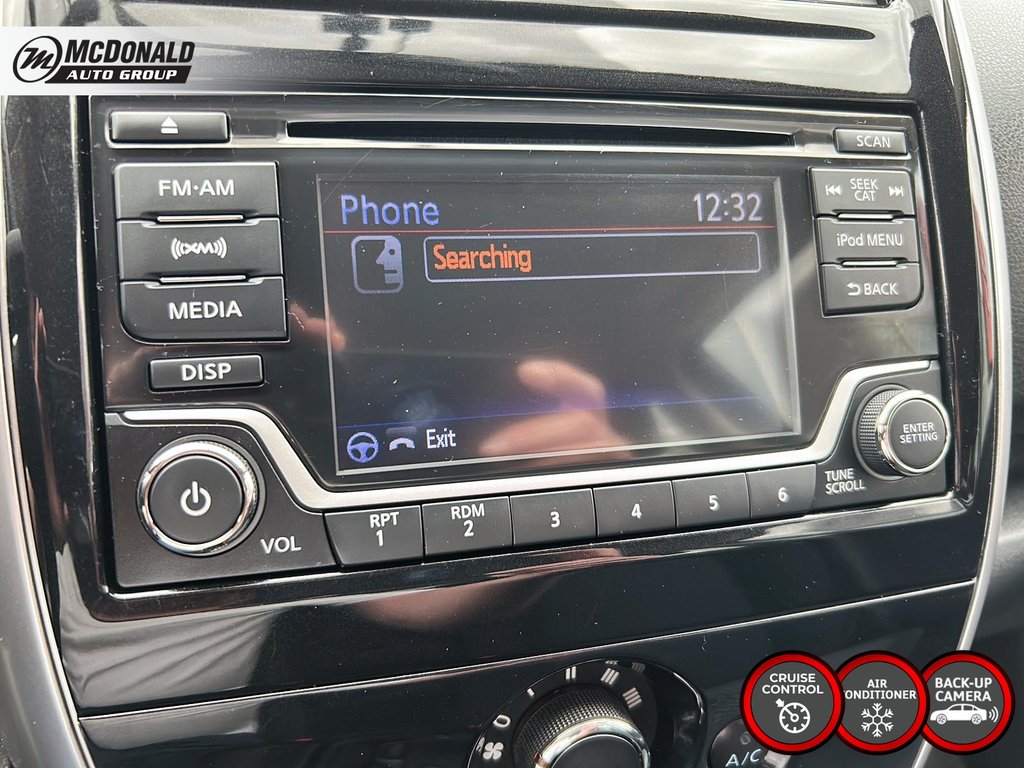 McDONALD
AUTO GROUP
FM·AM
XM
MEDIA
DISP
VOL
Phone 12:32
Searching
Exit
SCAN
SEEK
CAT
iPod MENU
BACK
ENTER
SETTING
TUNE
SCROLL
RPT
1
RDM
2
3
4
5
6
0
A/C
CRUISE
CONTROL
AIR
CONDITIONER
BACK-UP
CAMERA